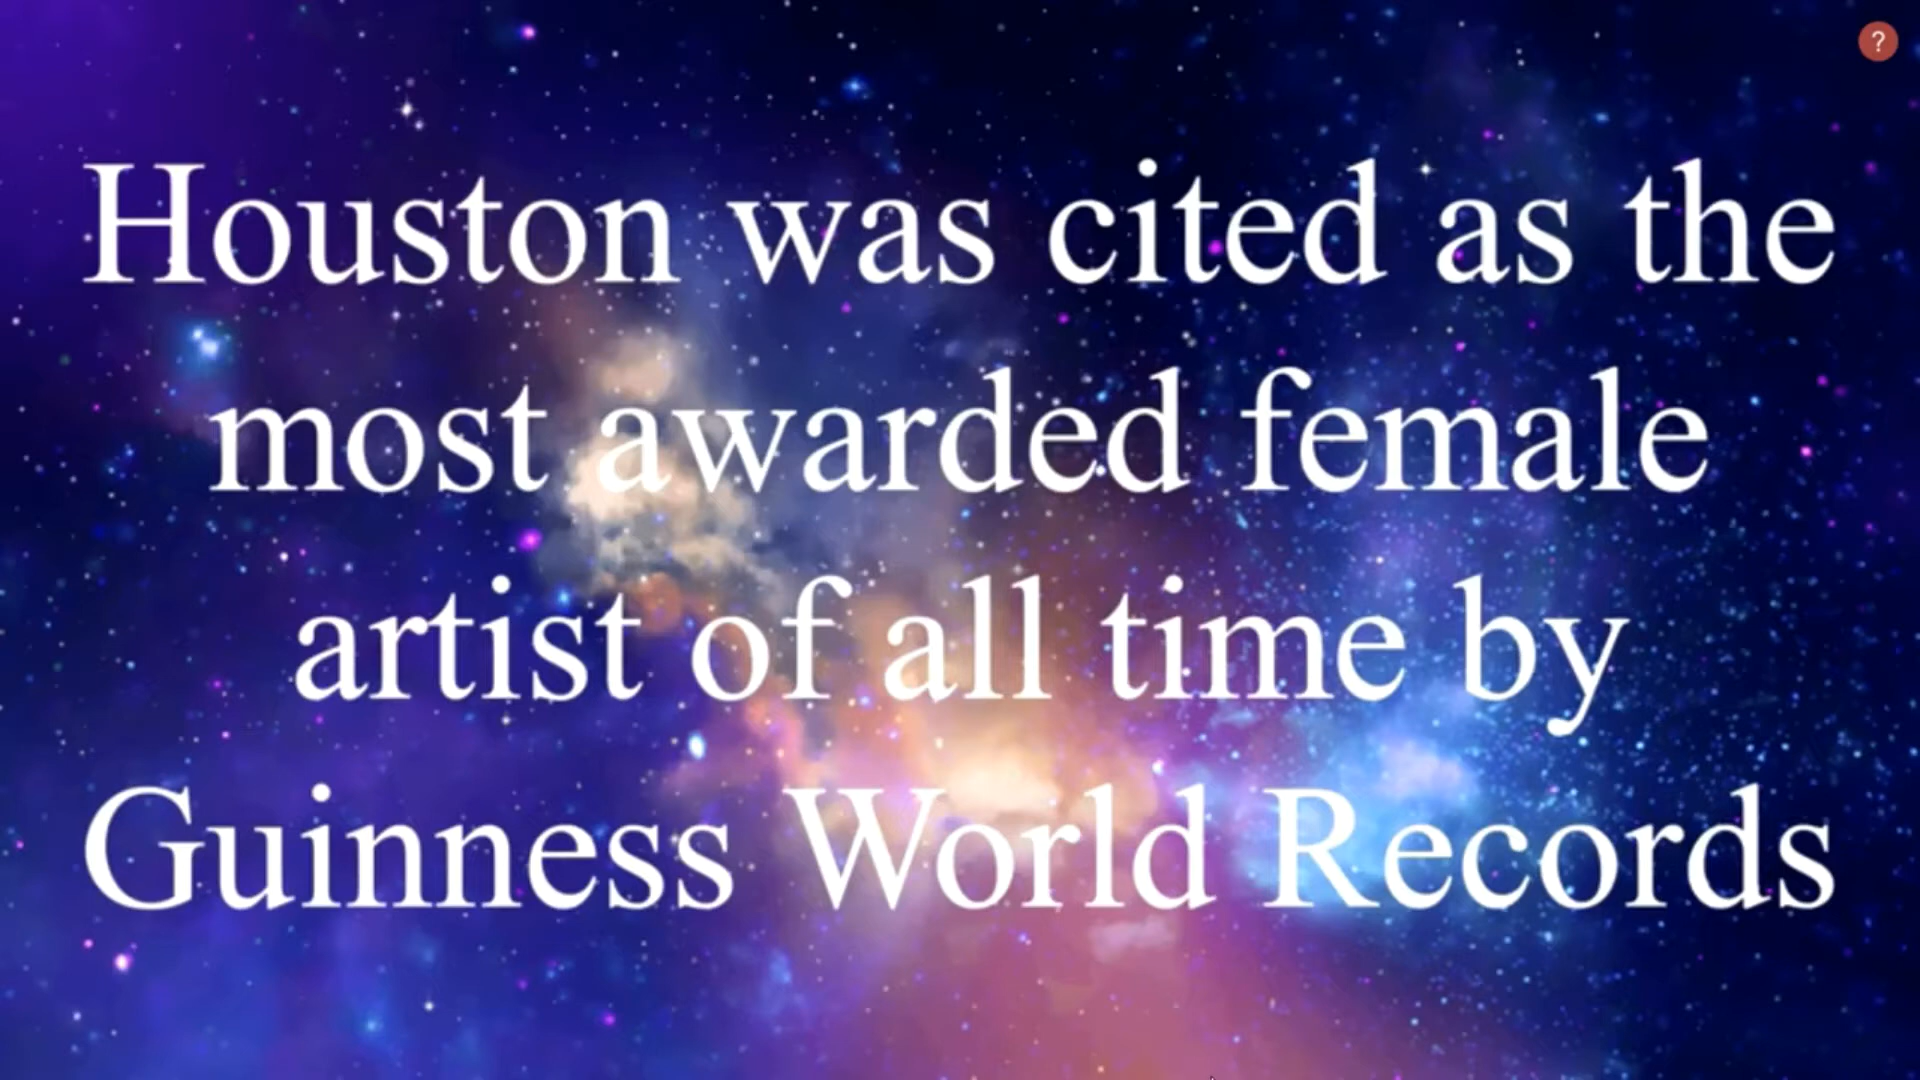 ?
Houston was cited as the
most awarded female
artist of all time by
Guinness World Records